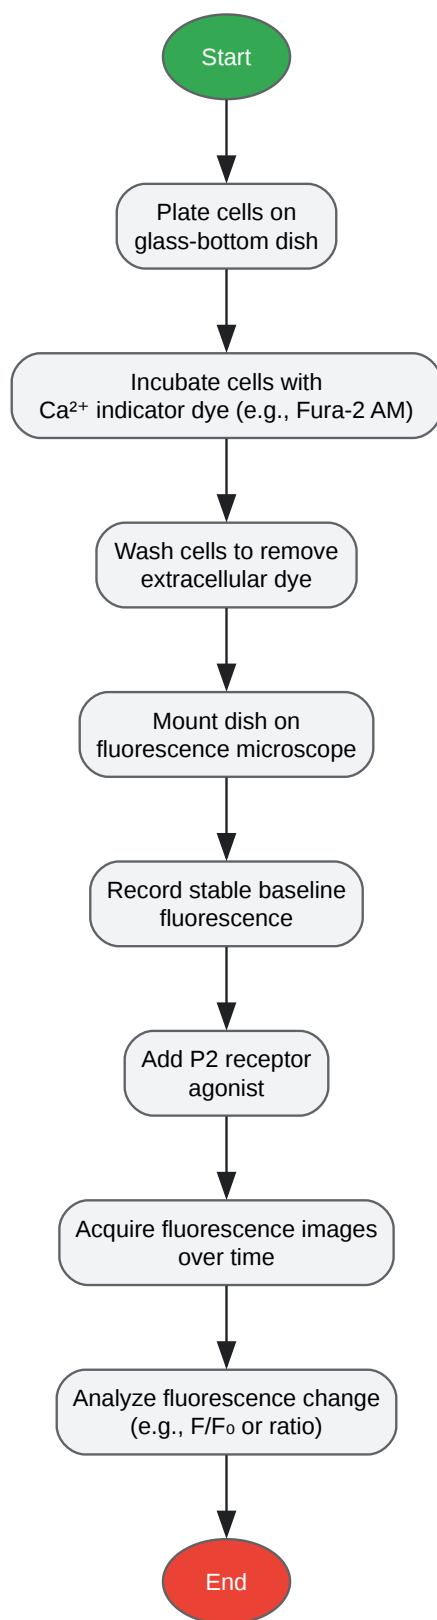 Start
Plate cells on
glass-bottom dish
Incubate cells with
Ca²⁺ indicator dye (e.g., Fura-2 AM)
Wash cells to remove
extracellular dye
Mount dish on
fluorescence microscope
Record stable baseline
fluorescence
Add P2 receptor
agonist
Acquire fluorescence images
over time
Analyze fluorescence change
(e.g., F/F₀ or ratio)
End